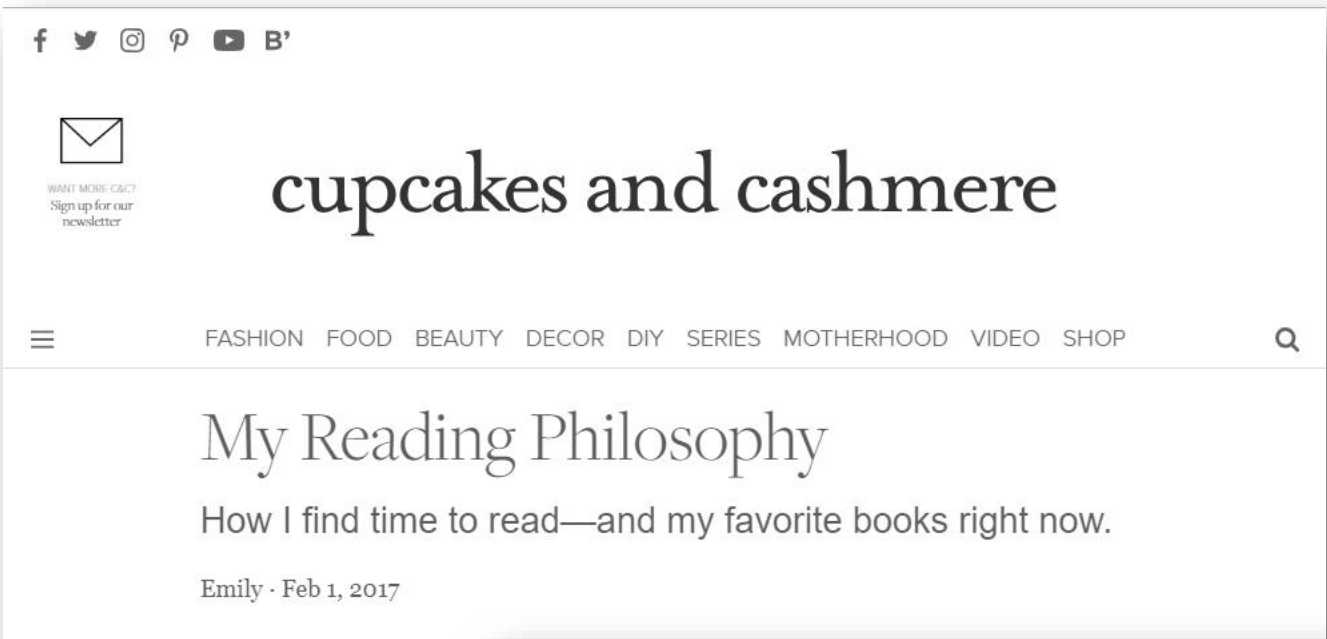 B’
WANT MORE C&C?
Sign up for our
newsletter
cupcakes and cashmere
FASHION FOOD BEAUTY DECOR DIY SERIES MOTHERHOOD VIDEO SHOP
My Reading Philosophy
How I find time to read—and my favorite books right now.
Emily · Feb 1, 2017